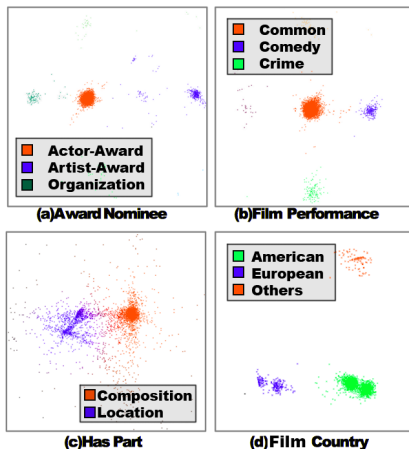 Actor-Award
Artist-Award
Organization
(a)Award Nominee
Common
Comedy
Crime
(b)Film Performance
Composition
Location
(c)Has Part
American
European
Others
(d)Film Country